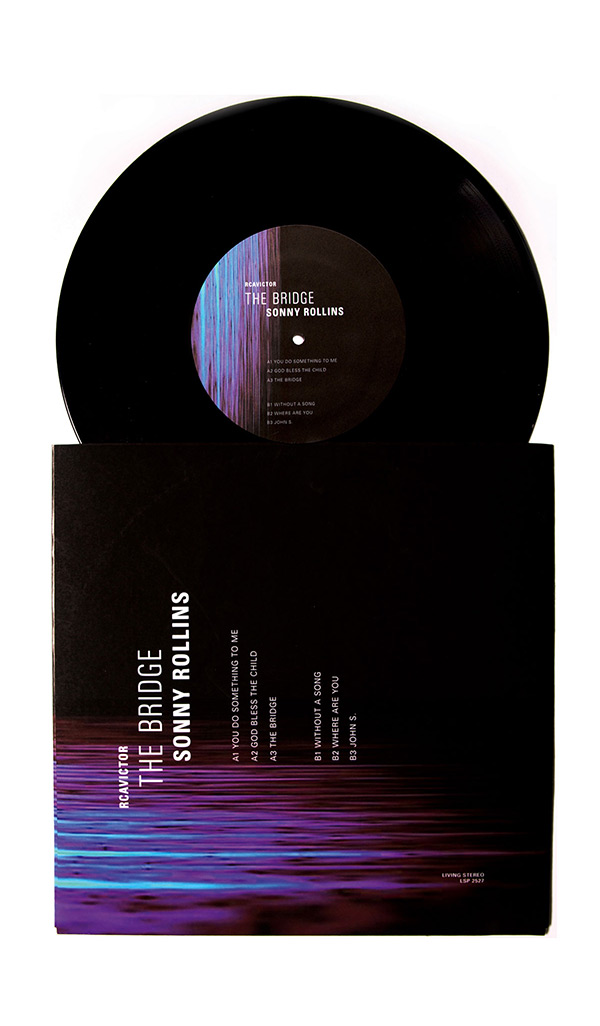 RCAVICTOR
THE BRIDGE
SONNY ROLLINS
A1 YOU DO SOMETHING TO ME
A2 GOD BLESS THE CHILD
A3 THE BRIDGE
B1 WITHOUT A SONG
B2 WHERE ARE YOU
B3 JOHN S.
RCAVICTOR
THE BRIDGE
SONNY ROLLINS
A1 YOU DO SOMETHING TO ME
A2 GOD BLESS THE CHILD
A3 THE BRIDGE
B1 WITHOUT A SONG
B2 WHERE ARE YOU
B3 JOHN S.
LIVING STEREO
LSP 2527